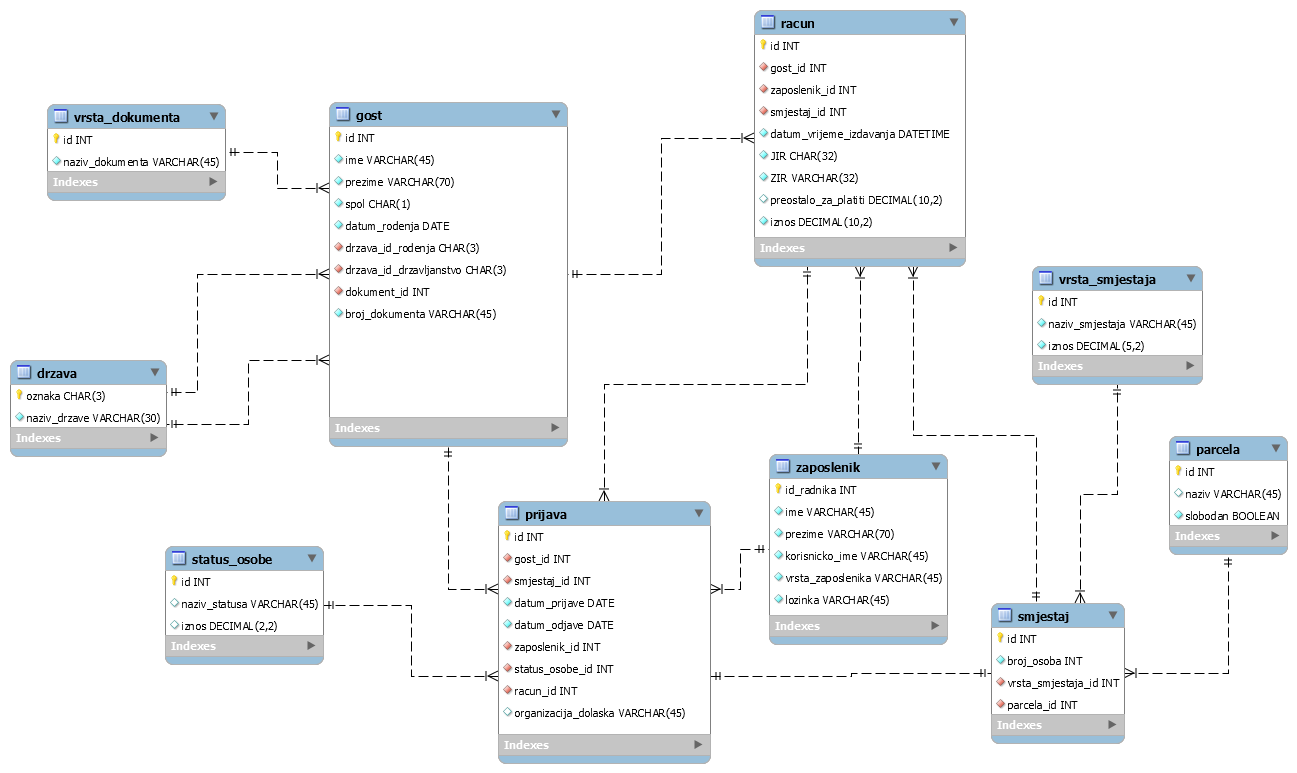 vrsta_dokumenta
id INT
naziv_dokumenta VARCHAR(45)
Indexes
gost
id INT
ime VARCHAR(45)
prezime VARCHAR(70)
spol CHAR(1)
datum_rodenja DATE
drzava_id_rodenja CHAR(3)
drzava_id_drzavljanstvo CHAR(3)
dokument_id INT
broj_dokumenta VARCHAR(45)
Indexes
racun
id INT
gost_id INT
zaposlenik_id INT
smjestaj_id INT
datum_vrijeme_izdavanja DATETIME
JIR CHAR(32)
ZIR VARCHAR(32)
preostalo_za_platiti DECIMAL(10,2)
iznos DECIMAL(10,2)
Indexes
vrsta_smjestaja
id INT
naziv_smjestaja VARCHAR(45)
iznos DECIMAL(5,2)
Indexes
drzava
oznaka CHAR(3)
naziv_drzave VARCHAR(30)
Indexes
zaposlenik
id_radnika INT
ime VARCHAR(45)
prezime VARCHAR(70)
korisnicko_ime VARCHAR(45)
vrsta_zaposlenika VARCHAR(45)
lozinka VARCHAR(45)
Indexes
parcela
id INT
naziv VARCHAR(45)
slobodan BOOLEAN
Indexes
status_osobe
id INT
naziv_statusa VARCHAR(45)
iznos DECIMAL(2,2)
Indexes
prijava
id INT
gost_id INT
smjestaj_id INT
datum_prijave DATE
datum_odjave DATE
zaposlenik_id INT
status_osobe_id INT
racun_id INT
organizacija_dolaska VARCHAR(45)
Indexes
smjestaj
id INT
broj_osoba INT
vrsta_smjestaja_id INT
parcela_id INT
Indexes